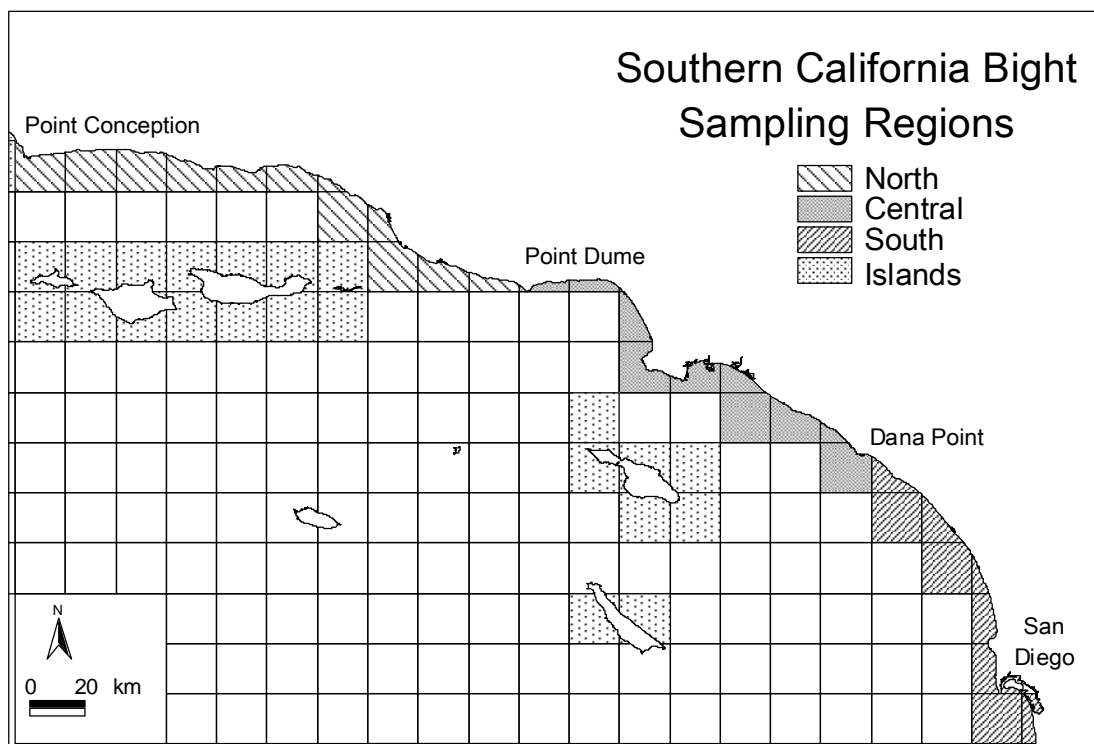 Southern California Bight
Sampling Regions
Point Conception
North
Central
South
Islands
Point Dume
Dana Point
San
Diego
N
0 20 km